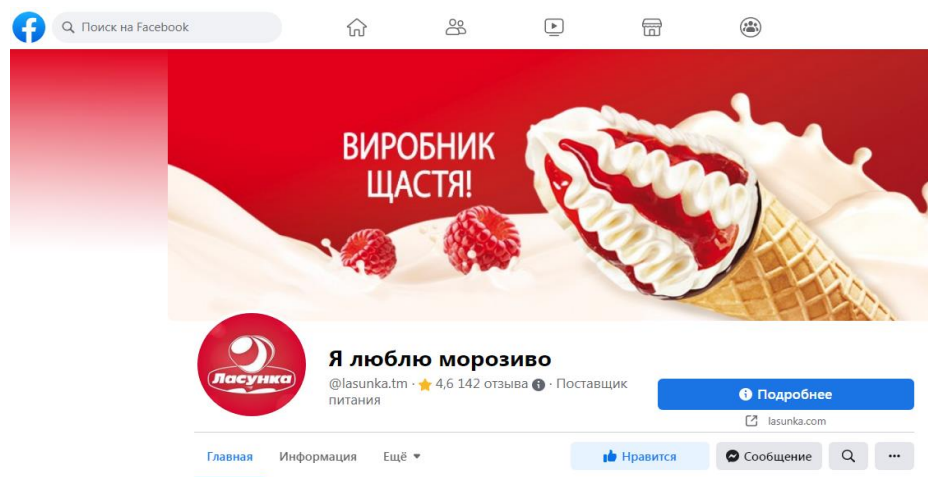 Поиск на Facebook
ВИРОБНИК
ЩАСТЯ!
Ласунка
Я люблю морозиво
@lasunka.tm · 4,6 142 отзыва · Поставщик
питания
Подробнее
lasunka.com
Главная Информация Ещё Нравится Сообщение